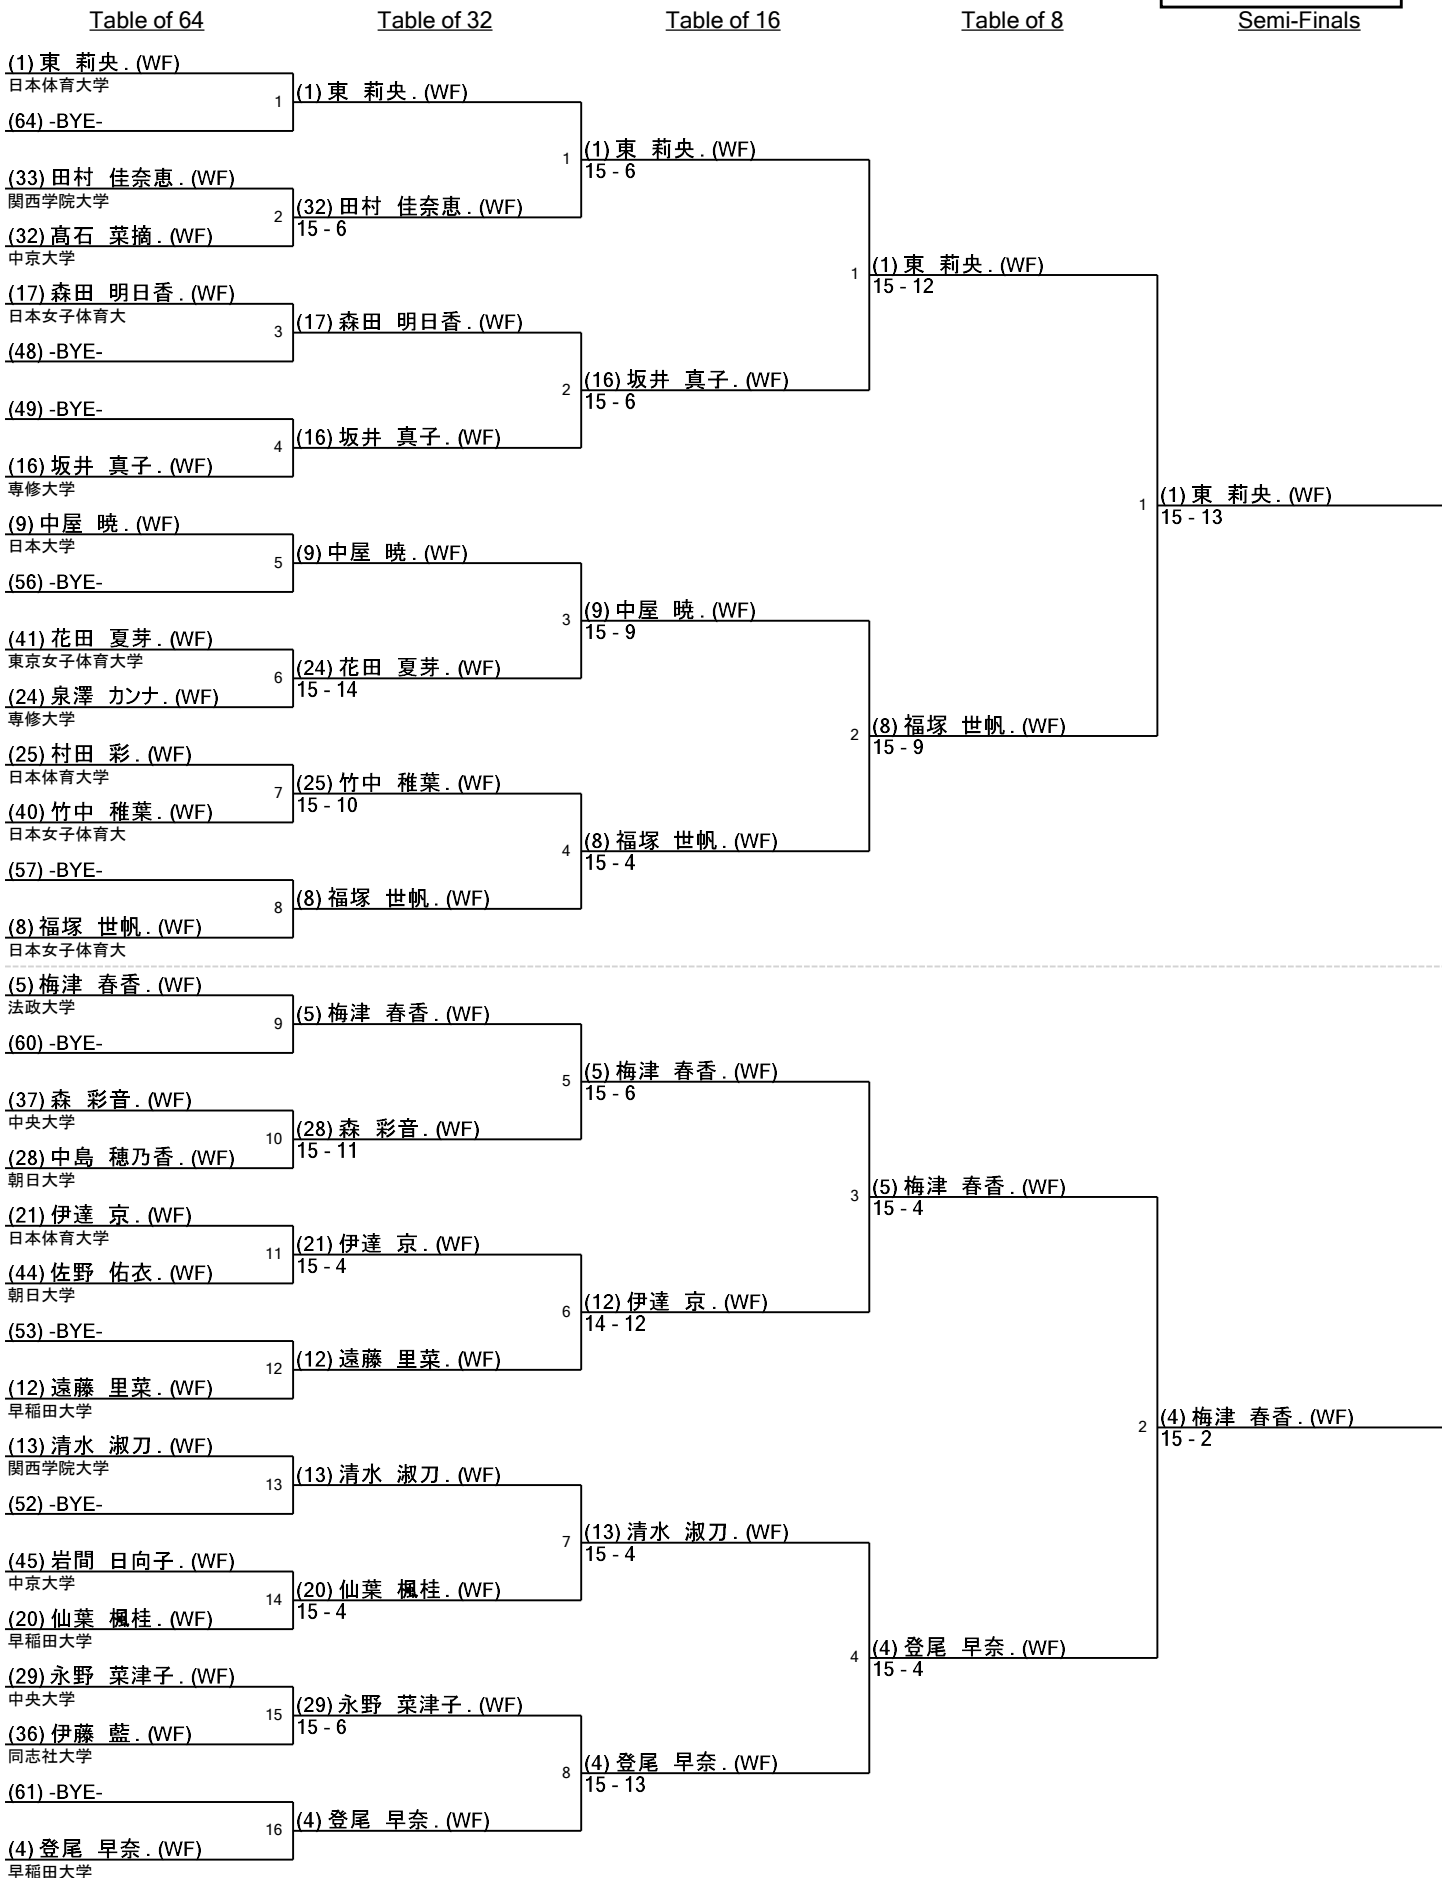 Table of 64
Table of 32
Table of 16
Table of 8
Semi-Finals
(1) 東 莉央 . (WF)
日本体育大学
1
(64) -BYE-
(33) 田村 佳奈恵 . (WF)
関西学院大学
2
(32) 髙石 菜摘 . (WF)
中京大学
(17) 森田 明日香 . (WF)
日本女子体育大
3
(48) -BYE-
(49) -BYE-
4
(16) 坂井 真子 . (WF)
専修大学
(9) 中屋 暁 . (WF)
日本大学
5
(56) -BYE-
(41) 花田 夏芽 . (WF)
東京女子体育大学
6
(24) 泉澤 カンナ . (WF)
専修大学
(25) 村田 彩 . (WF)
日本体育大学
7
(40) 竹中 稚葉 . (WF)
日本女子体育大
(57) -BYE-
8
(8) 福塚 世帆 . (WF)
日本女子体育大
(5) 梅津 春香 . (WF)
法政大学
9
(60) -BYE-
(37) 森 彩音 . (WF)
中央大学
10
(28) 中島 穂乃香 . (WF)
朝日大学
(21) 伊達 京 . (WF)
日本体育大学
11
(44) 佐野 佑衣 . (WF)
朝日大学
(53) -BYE-
12
(12) 遠藤 里菜 . (WF)
早稲田大学
(13) 清水 淑刀 . (WF)
関西学院大学
13
(52) -BYE-
(45) 岩間 日向子 . (WF)
中京大学
14
(20) 仙葉 楓桂 . (WF)
早稲田大学
(29) 永野 菜津子 . (WF)
中央大学
15
(36) 伊藤 藍 . (WF)
同志社大学
(61) -BYE-
16
(4) 登尾 早奈 . (WF)
早稲田大学
(1) 東 莉央 . (WF)
1
(32) 田村 佳奈恵 . (WF)
15 - 6
(17) 森田 明日香 . (WF)
2
(16) 坂井 真子 . (WF)
(9) 中屋 暁 . (WF)
3
(24) 花田 夏芽 . (WF)
15 - 14
(25) 竹中 稚葉 . (WF)
15 - 10
4
(8) 福塚 世帆 . (WF)
(5) 梅津 春香 . (WF)
5
(28) 森 彩音 . (WF)
15 - 11
(21) 伊達 京 . (WF)
15 - 4
6
(12) 遠藤 里菜 . (WF)
(13) 清水 淑刀 . (WF)
7
(20) 仙葉 楓桂 . (WF)
15 - 4
(29) 永野 菜津子 . (WF)
15 - 6
8
(4) 登尾 早奈 . (WF)
(1) 東 莉央 . (WF)
15 - 6
1
(16) 坂井 真子 . (WF)
15 - 6
(9) 中屋 暁 . (WF)
15 - 9
2
(8) 福塚 世帆 . (WF)
15 - 4
(5) 梅津 春香 . (WF)
15 - 6
3
(12) 伊達 京 . (WF)
14 - 12
(13) 清水 淑刀 . (WF)
15 - 4
4
(4) 登尾 早奈 . (WF)
15 - 13
(1) 東 莉央 . (WF)
15 - 12
1
(8) 福塚 世帆 . (WF)
15 - 9
(5) 梅津 春香 . (WF)
15 - 4
2
(4) 登尾 早奈 . (WF)
15 - 4
(1) 東 莉央 . (WF)
15 - 13
(4) 梅津 春香 . (WF)
15 - 2